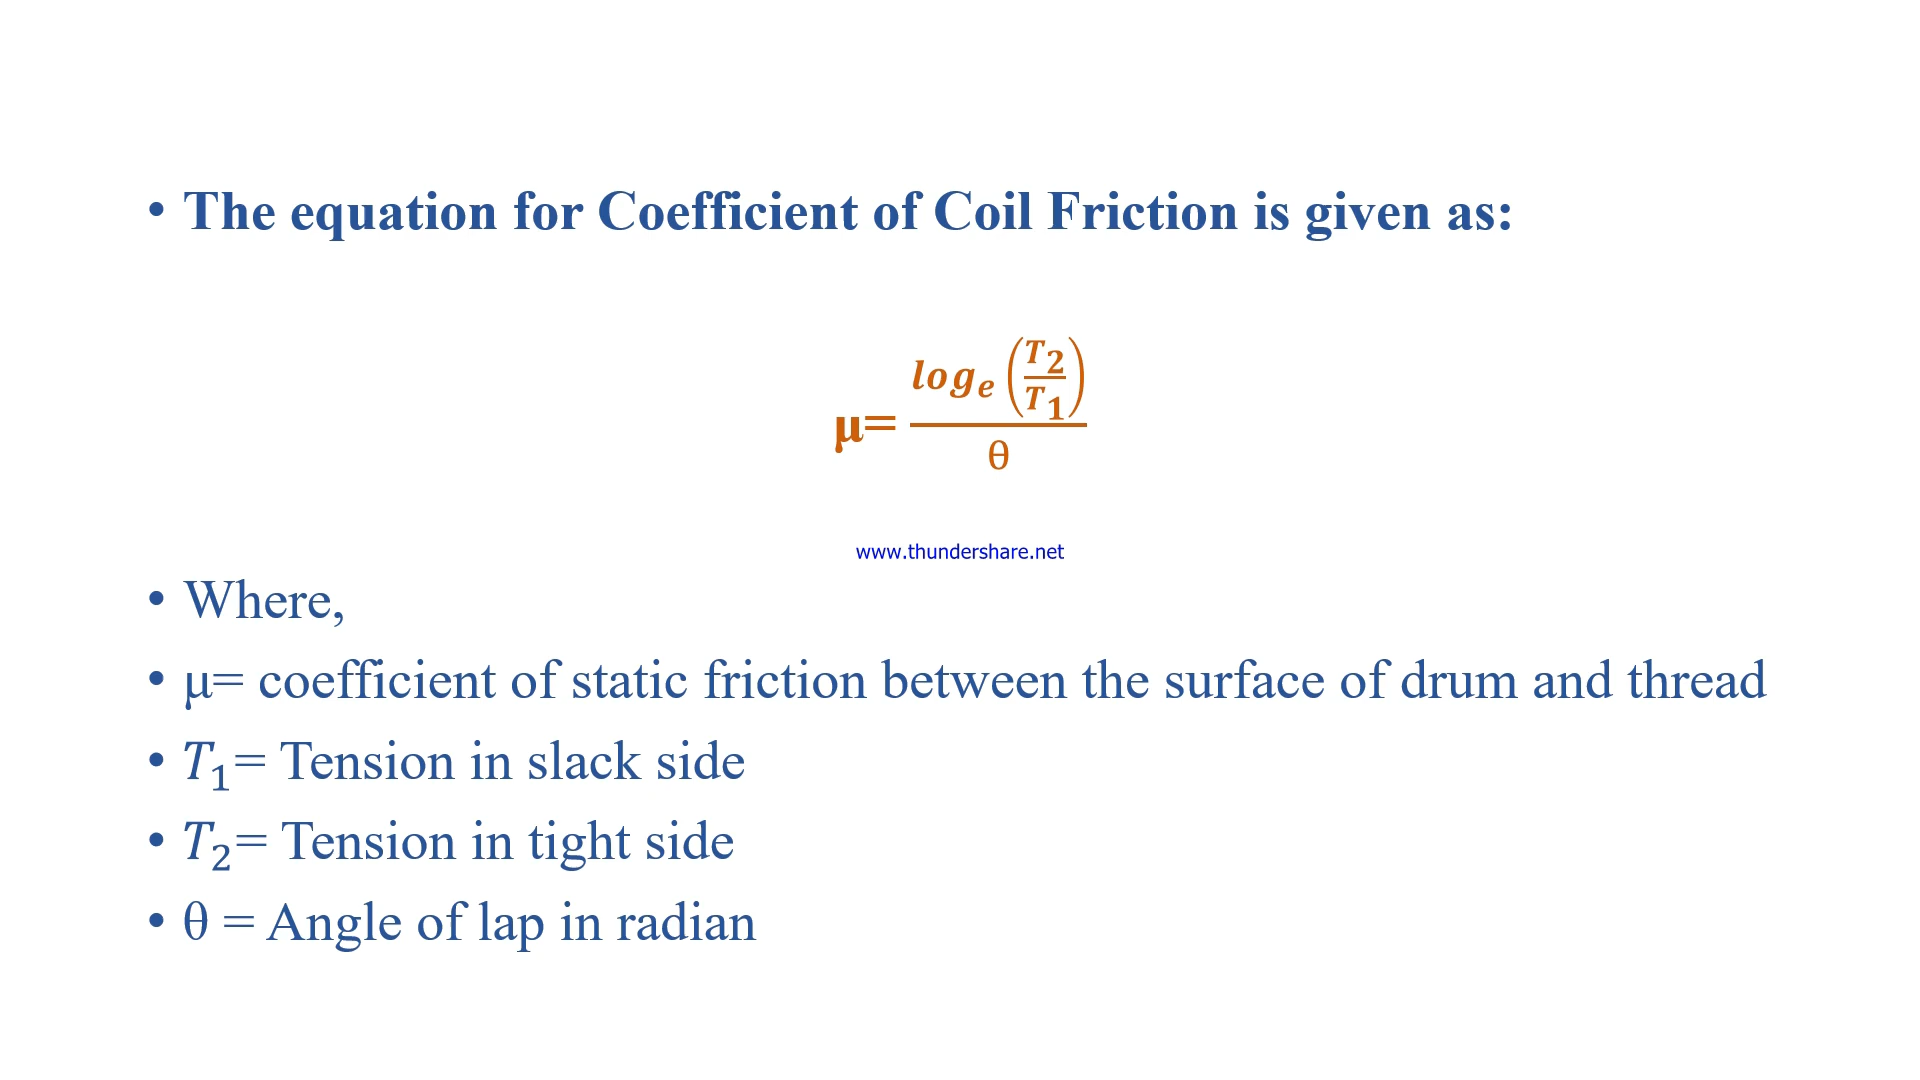 • The equation for Coefficient of Coil Friction is given as:
μ= log_e (T_2/T_1) / θ
www.thundershare.net
• Where,
• μ= coefficient of static friction between the surface of drum and thread
• T_1= Tension in slack side
• T_2= Tension in tight side
• θ = Angle of lap in radian